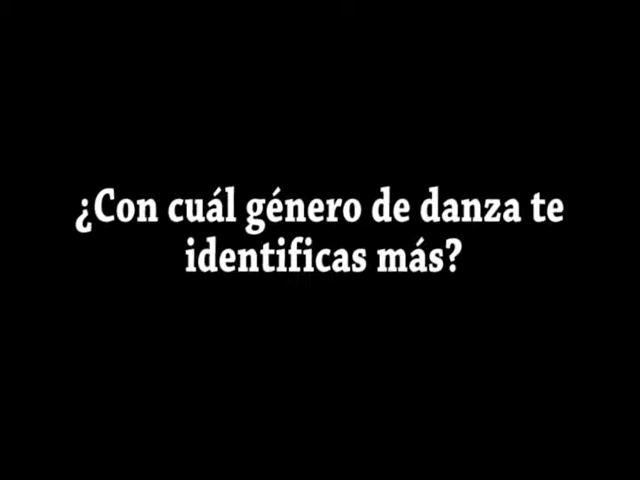 ¿Con cuál género de danza te
identificas más?